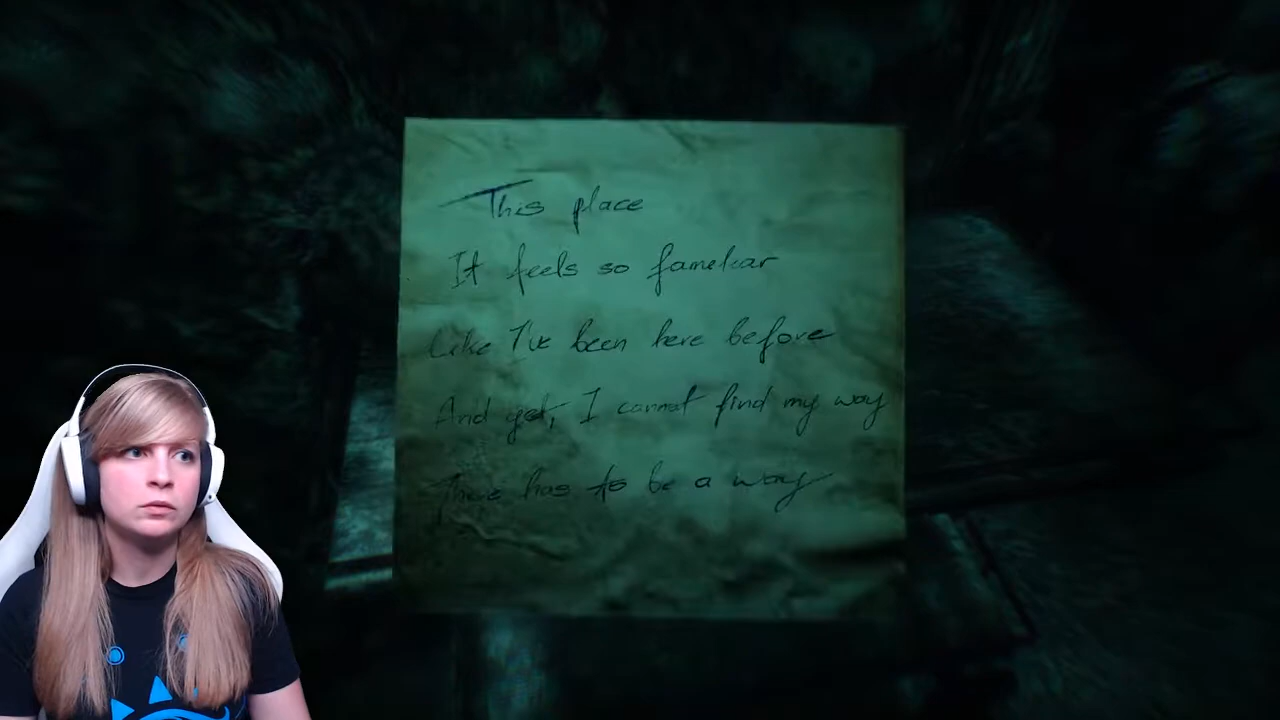 This place
It feels so fameliar
Like I've been here before
And yet, I cannot find my way
There has to be a way